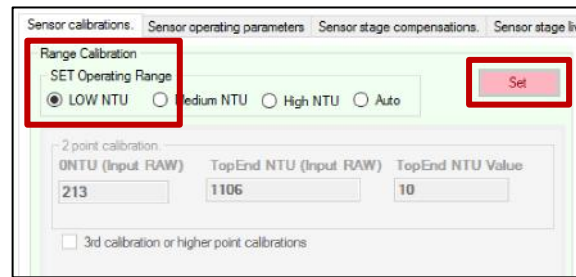 Sensor calibrations. Sensor operating parameters Sensor stage compensations. Sensor stage
Range Calibration
SET Operating Range
LOW NTU Medium NTU High NTU Auto
Set
2 point calibration.
0NTU (Input RAW) TopEnd NTU (Input RAW) TopEnd NTU Value
213 1106 10
3rd calibration or higher point calibrations